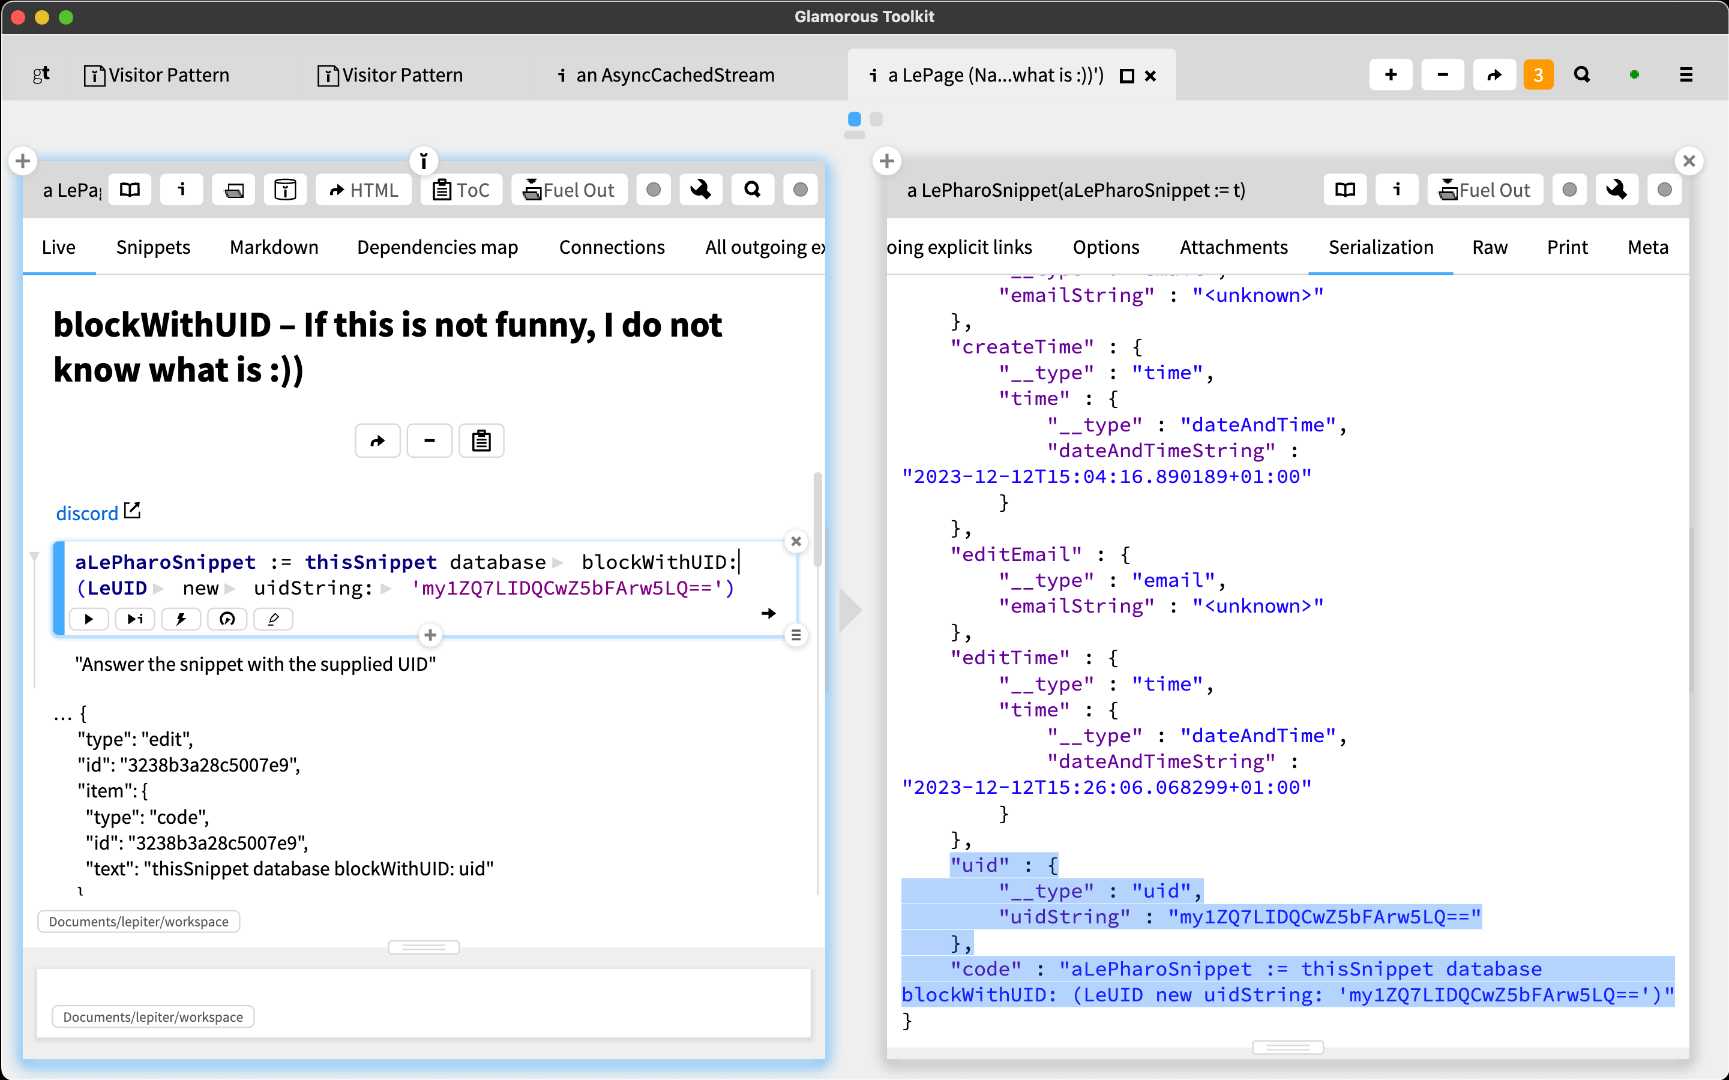 Glamorous Toolkit
gt
Visitor Pattern
Visitor Pattern
i an AsyncCachedStream
i a LePage (Na...what is :))')
3
a LePa
i
HTML
ToC
Fuel Out
Live
Snippets
Markdown
Dependencies map
Connections
All outgoing ex
blockWithUID – If this is not funny, I do not
know what is :))
discord
aLePharoSnippet := thisSnippet database blockWithUID:
(LeUID new uidString: 'my1ZQ7LIDQCwZ5bFArw5LQ==')
"Answer the snippet with the supplied UID"
... {
"type": "edit",
"id": "3238b3a28c5007e9",
"item": {
"type": "code",
"id": "3238b3a28c5007e9",
"text": "thisSnippet database blockWithUID: uid"
Documents/lepiter/workspace
Documents/lepiter/workspace
a LePharoSnippet(aLePharoSnippet := t)
i
Fuel Out
oing explicit links
Options
Attachments
Serialization
Raw
Print
Meta
"emailString" : "<unknown>"
},
"createTime" : {
"__type" : "time",
"time" : {
"__type" : "dateAndTime",
"dateAndTimeString" :
"2023-12-12T15:04:16.890189+01:00"
}
},
"editEmail" : {
"__type" : "email",
"emailString" : "<unknown>"
},
"editTime" : {
"__type" : "time",
"time" : {
"__type" : "dateAndTime",
"dateAndTimeString" :
"2023-12-12T15:26:06.068299+01:00"
}
},
"uid" : {
"__type" : "uid",
"uidString" : "my1ZQ7LIDQCwZ5bFArw5LQ=="
},
"code" : "aLePharoSnippet := thisSnippet database
blockWithUID: (LeUID new uidString: 'my1ZQ7LIDQCwZ5bFArw5LQ==')"
}